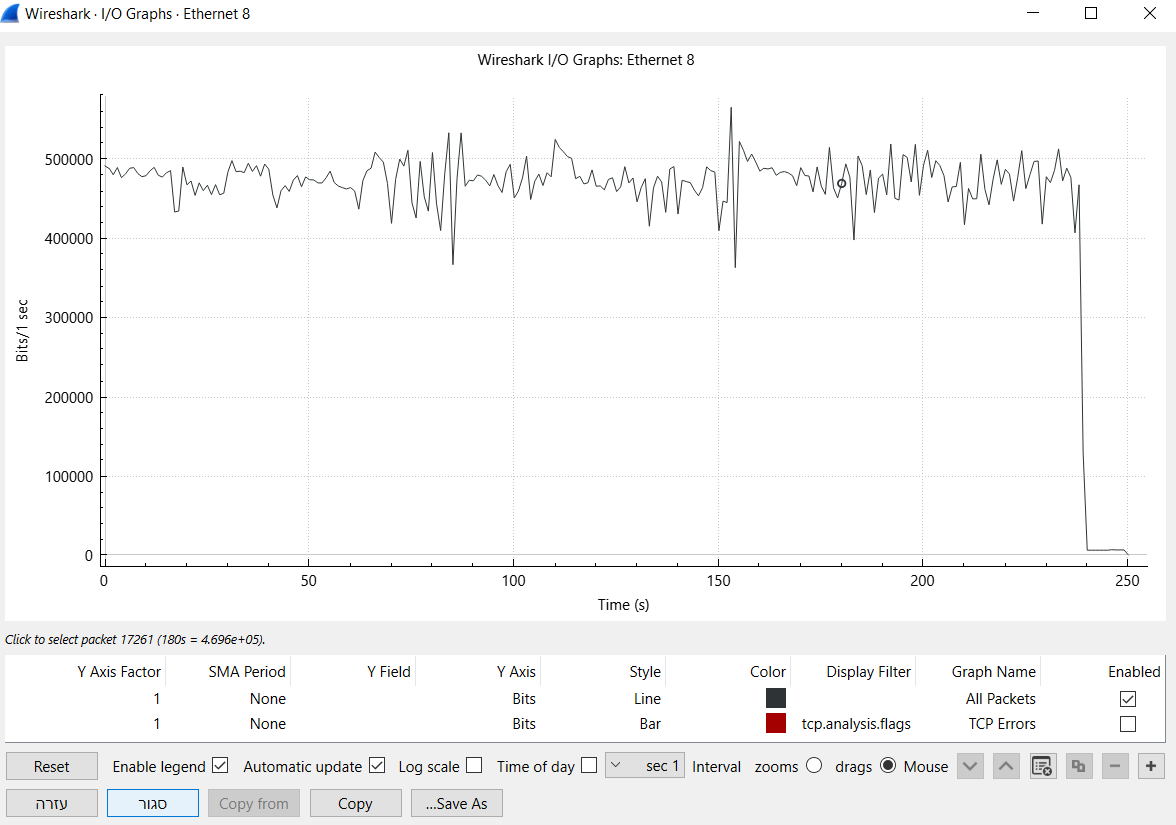 Wireshark · I/O Graphs · Ethernet 8
Wireshark I/O Graphs: Ethernet 8
500000
400000
300000
200000
100000
0
Bits/1 sec
0 50 100 150 200 250
Time (s)
Click to select packet 17261 (180s = 4.696e+05).
Y Axis Factor SMA Period Y Field Y Axis Style Color Display Filter Graph Name Enabled
1 None Bits Line All Packets
1 None Bits Bar tcp.analysis.flags TCP Errors
Reset Enable legend Automatic update Log scale Time of day sec 1 Interval zooms drags Mouse
עזרה סגור Copy from Copy ...Save As